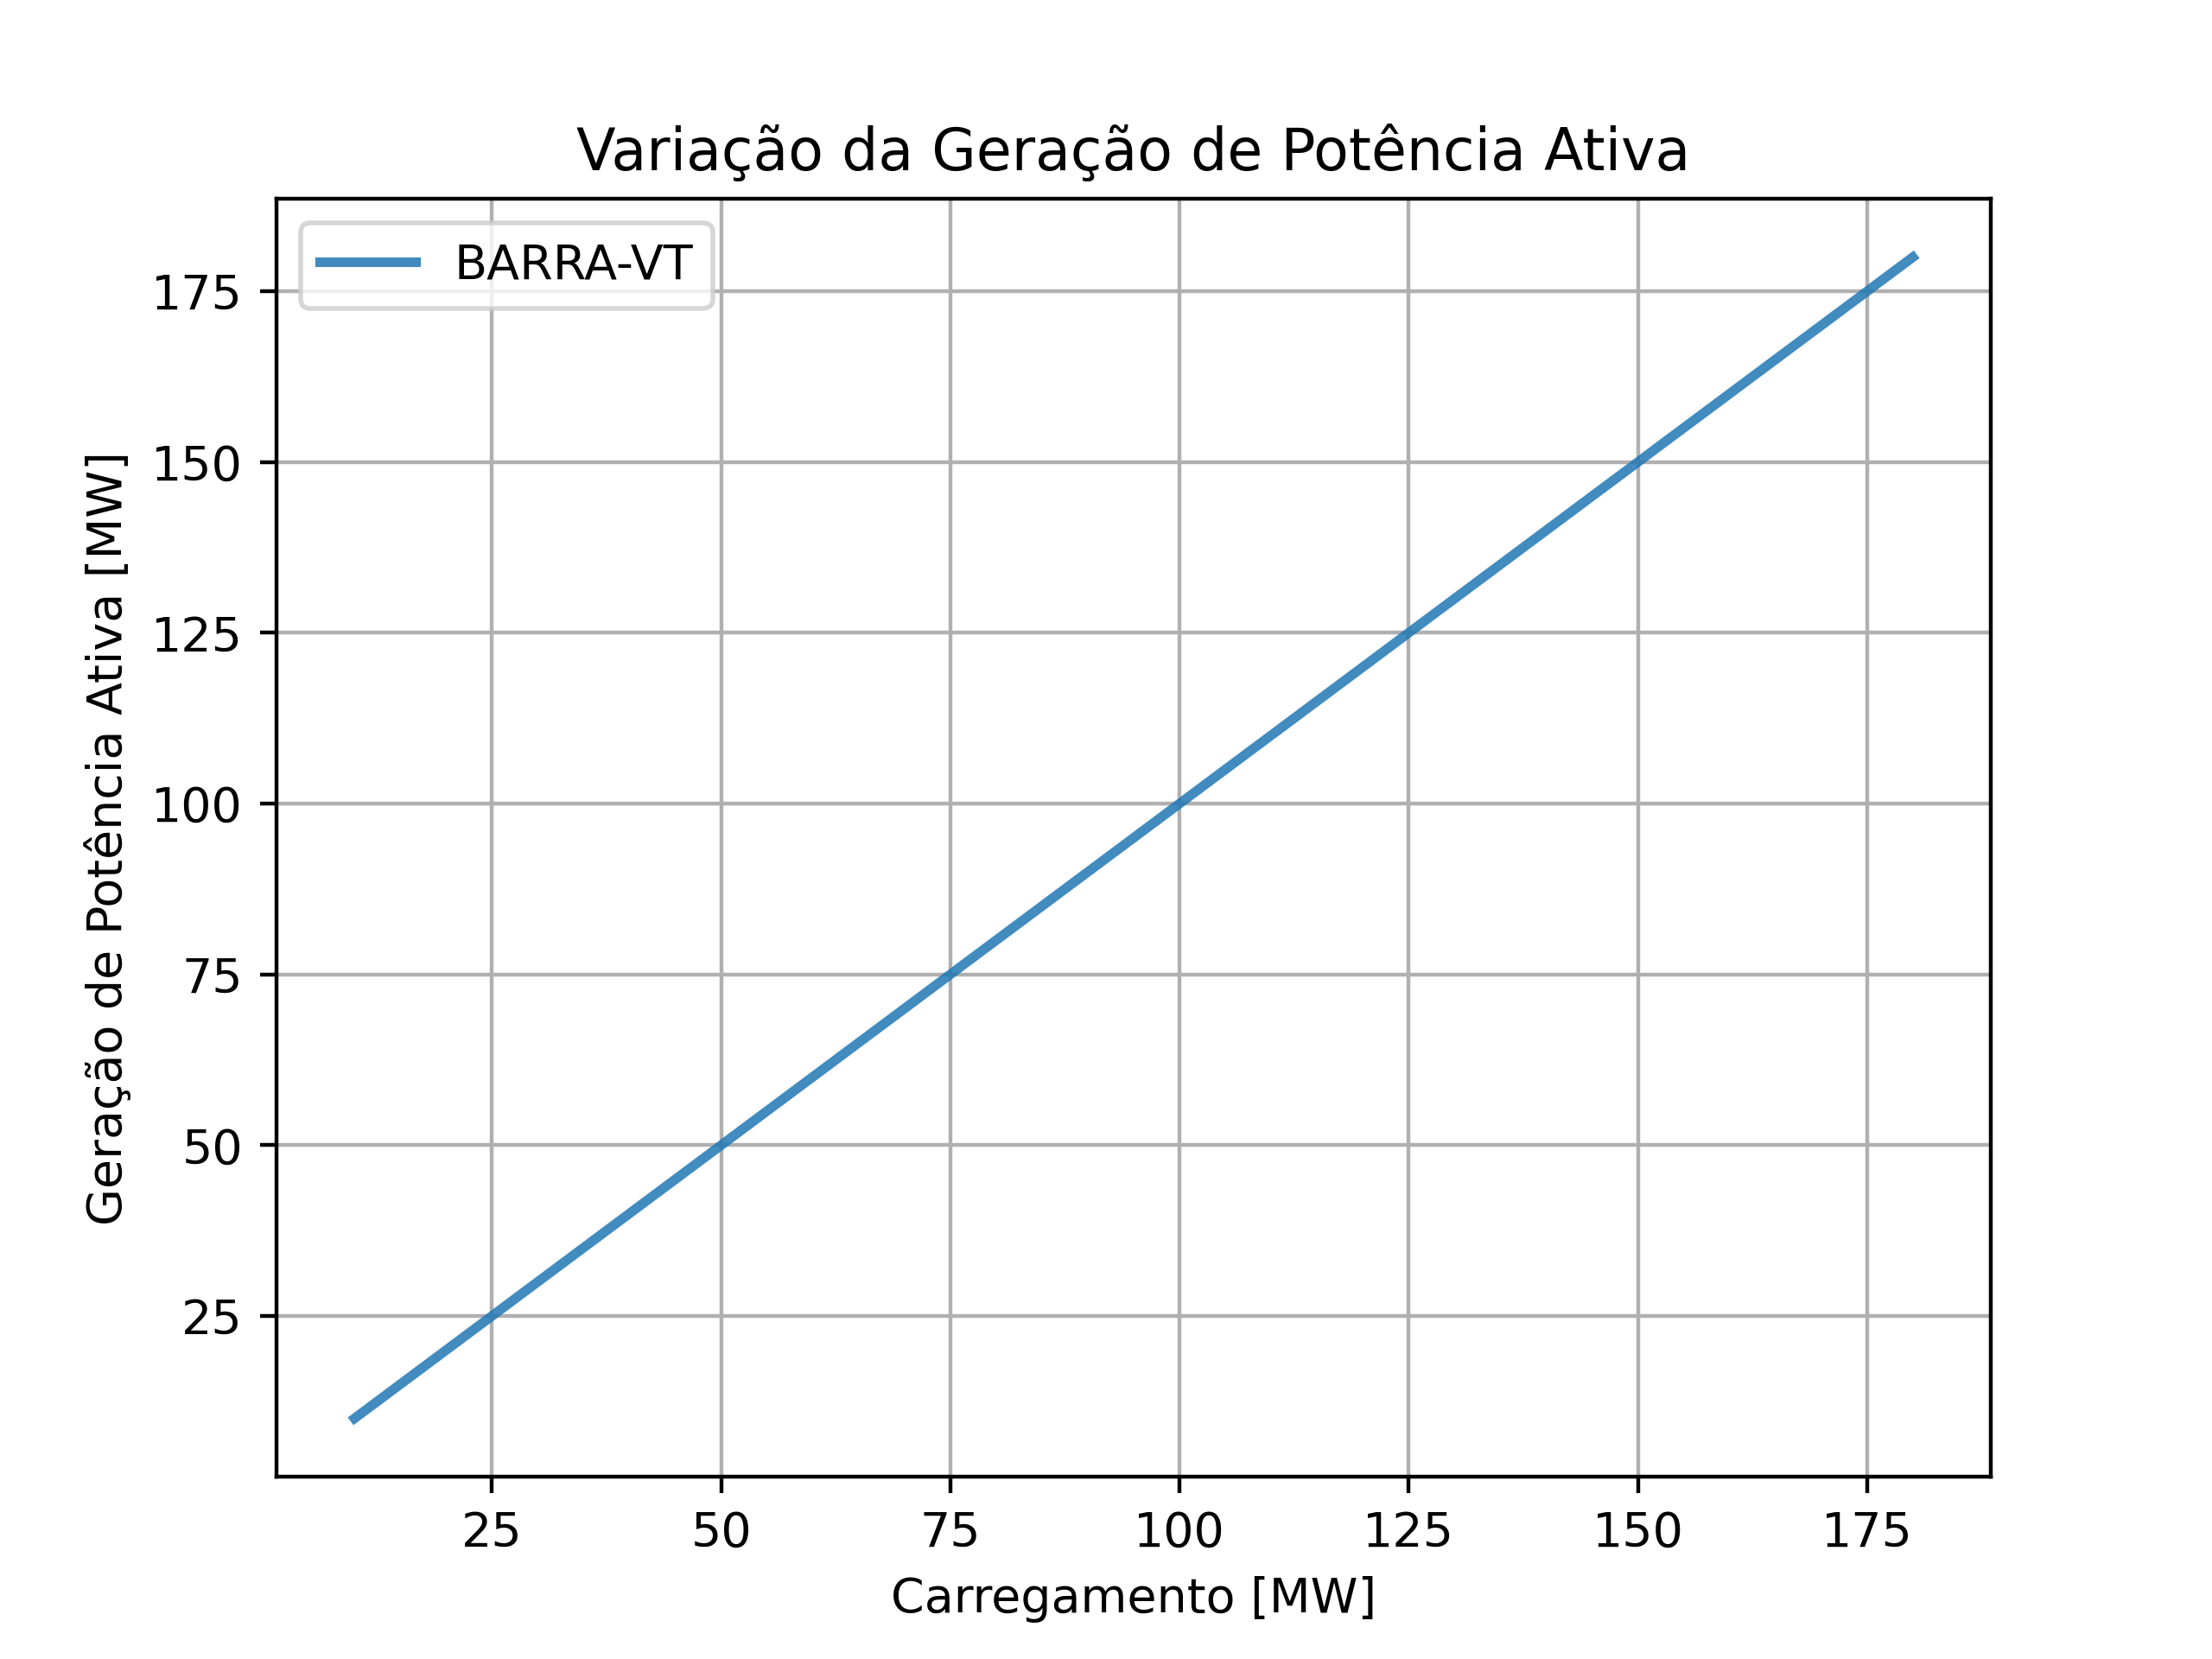 Variação da Geração de Potência Ativa
BARRA-VT
Geração de Potência Ativa [MW]
175
150
125
100
75
50
25
25 50 75 100 125 150 175
Carregamento [MW]